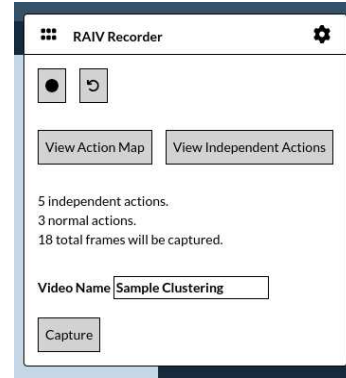 RAIV Recorder
View Action Map View Independent Actions
5 independent actions.
3 normal actions.
18 total frames will be captured.
Video Name Sample Clustering
Capture